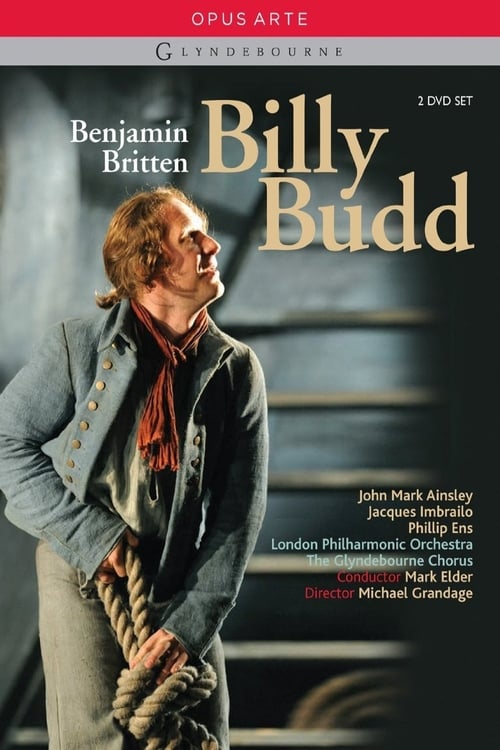 OPUS ARTE
GLYNDEBOURNE
2 DVD SET
Benjamin
Britten
Billy
Budd
John Mark Ainsley
Jacques Imbrailo
Phillip Ens
London Philharmonic Orchestra
The Glyndebourne Chorus
Conductor Mark Elder
Director Michael Grandage